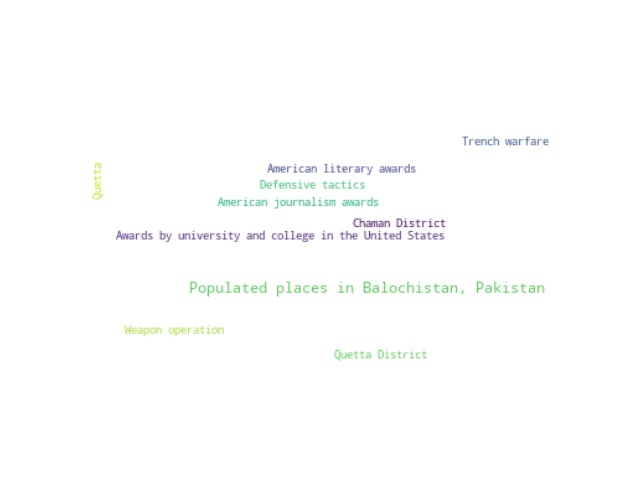 Trench warfare
American literary awards
Quetta
Defensive tactics
American journalism awards
Chaman District
Awards by university and college in the United States
Populated places in Balochistan, Pakistan
Weapon operation
Quetta District